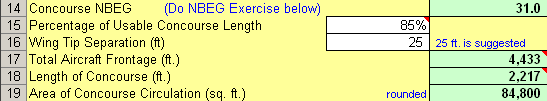 14 Concourse NBEG (Do NBEG Exercise below) 31.0
15 Percentage of Usable Concourse Length 85%
16 Wing Tip Separation (ft) 25 25 ft. is suggested
17 Total Aircraft Frontage (ft.) 4,433
18 Length of Concourse (ft.) 2,217
19 Area of Concourse Circulation (sq. ft.) rounded 84,800